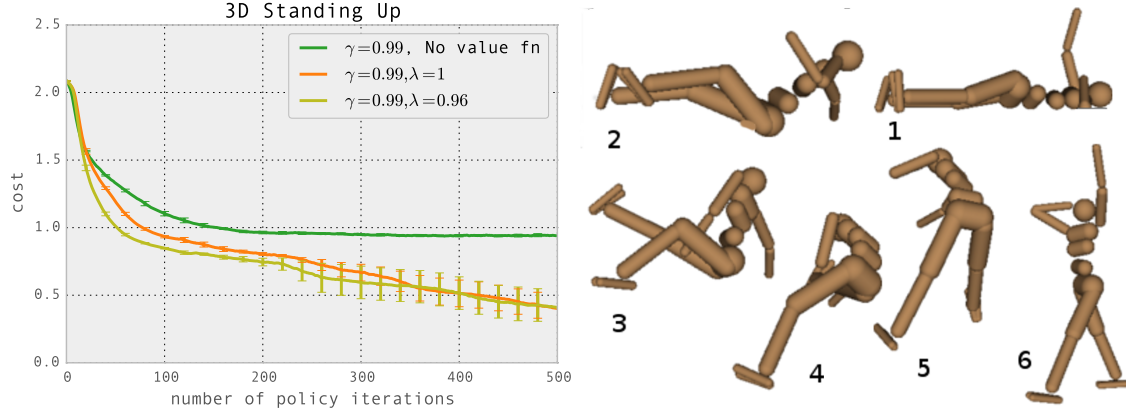 3D Standing Up
2.5
2.0
1.5
1.0
0.5
0.0
cost
γ=0.99, No value fn
γ=0.99,λ=1
γ=0.99,λ=0.96
0 100 200 300 400 500
number of policy iterations
2 1
3 4 5 6